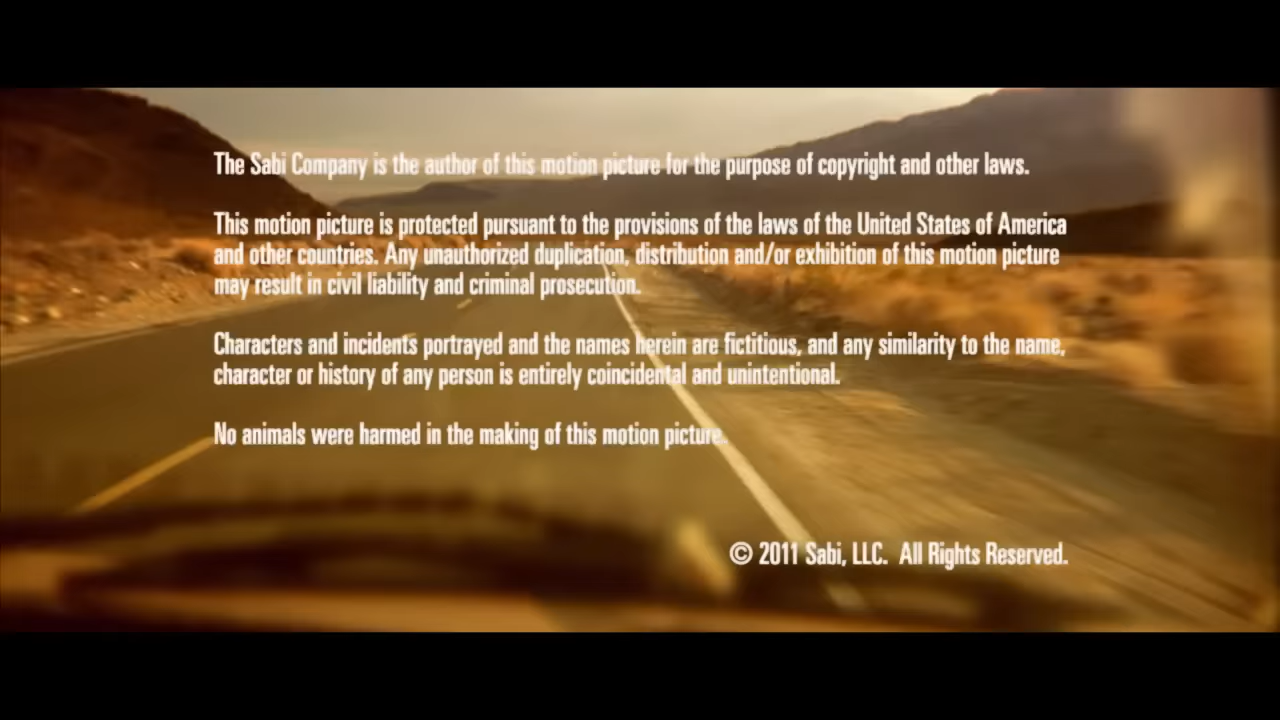 The Sabi Company is the author of this motion picture for the purpose of copyright and other laws.
This motion picture is protected pursuant to the provisions of the laws of the United States of America
and other countries. Any unauthorized duplication, distribution and/or exhibition of this motion picture
may result in civil liability and criminal prosecution.
Characters and incidents portrayed and the names herein are fictitious, and any similarity to the name,
character or history of any person is entirely coincidental and unintentional.
No animals were harmed in the making of this motion picture.
© 2011 Sabi, LLC. All Rights Reserved.